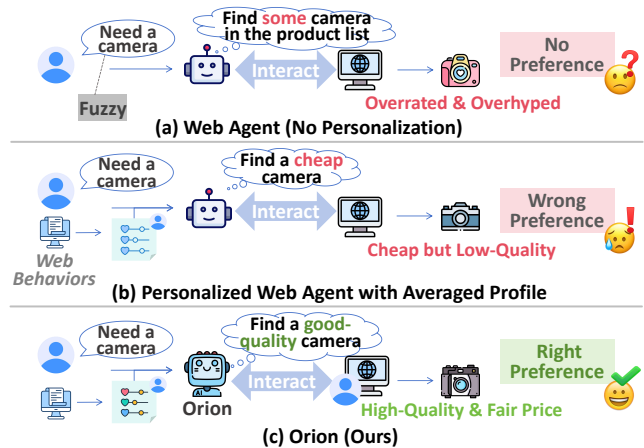 Need a
camera
Find some camera
in the product list
Interact
No
Preference
Fuzzy
Overrated & Overhyped
(a) Web Agent (No Personalization)
Need a
camera
Find a cheap
camera
Interact
Wrong
Preference
Web
Behaviors
Cheap but Low-Quality
(b) Personalized Web Agent with Averaged Profile
Need a
camera
Find a good-
quality camera
AI
Interact
Right
Preference
Orion
High-Quality & Fair Price
(c) Orion (Ours)